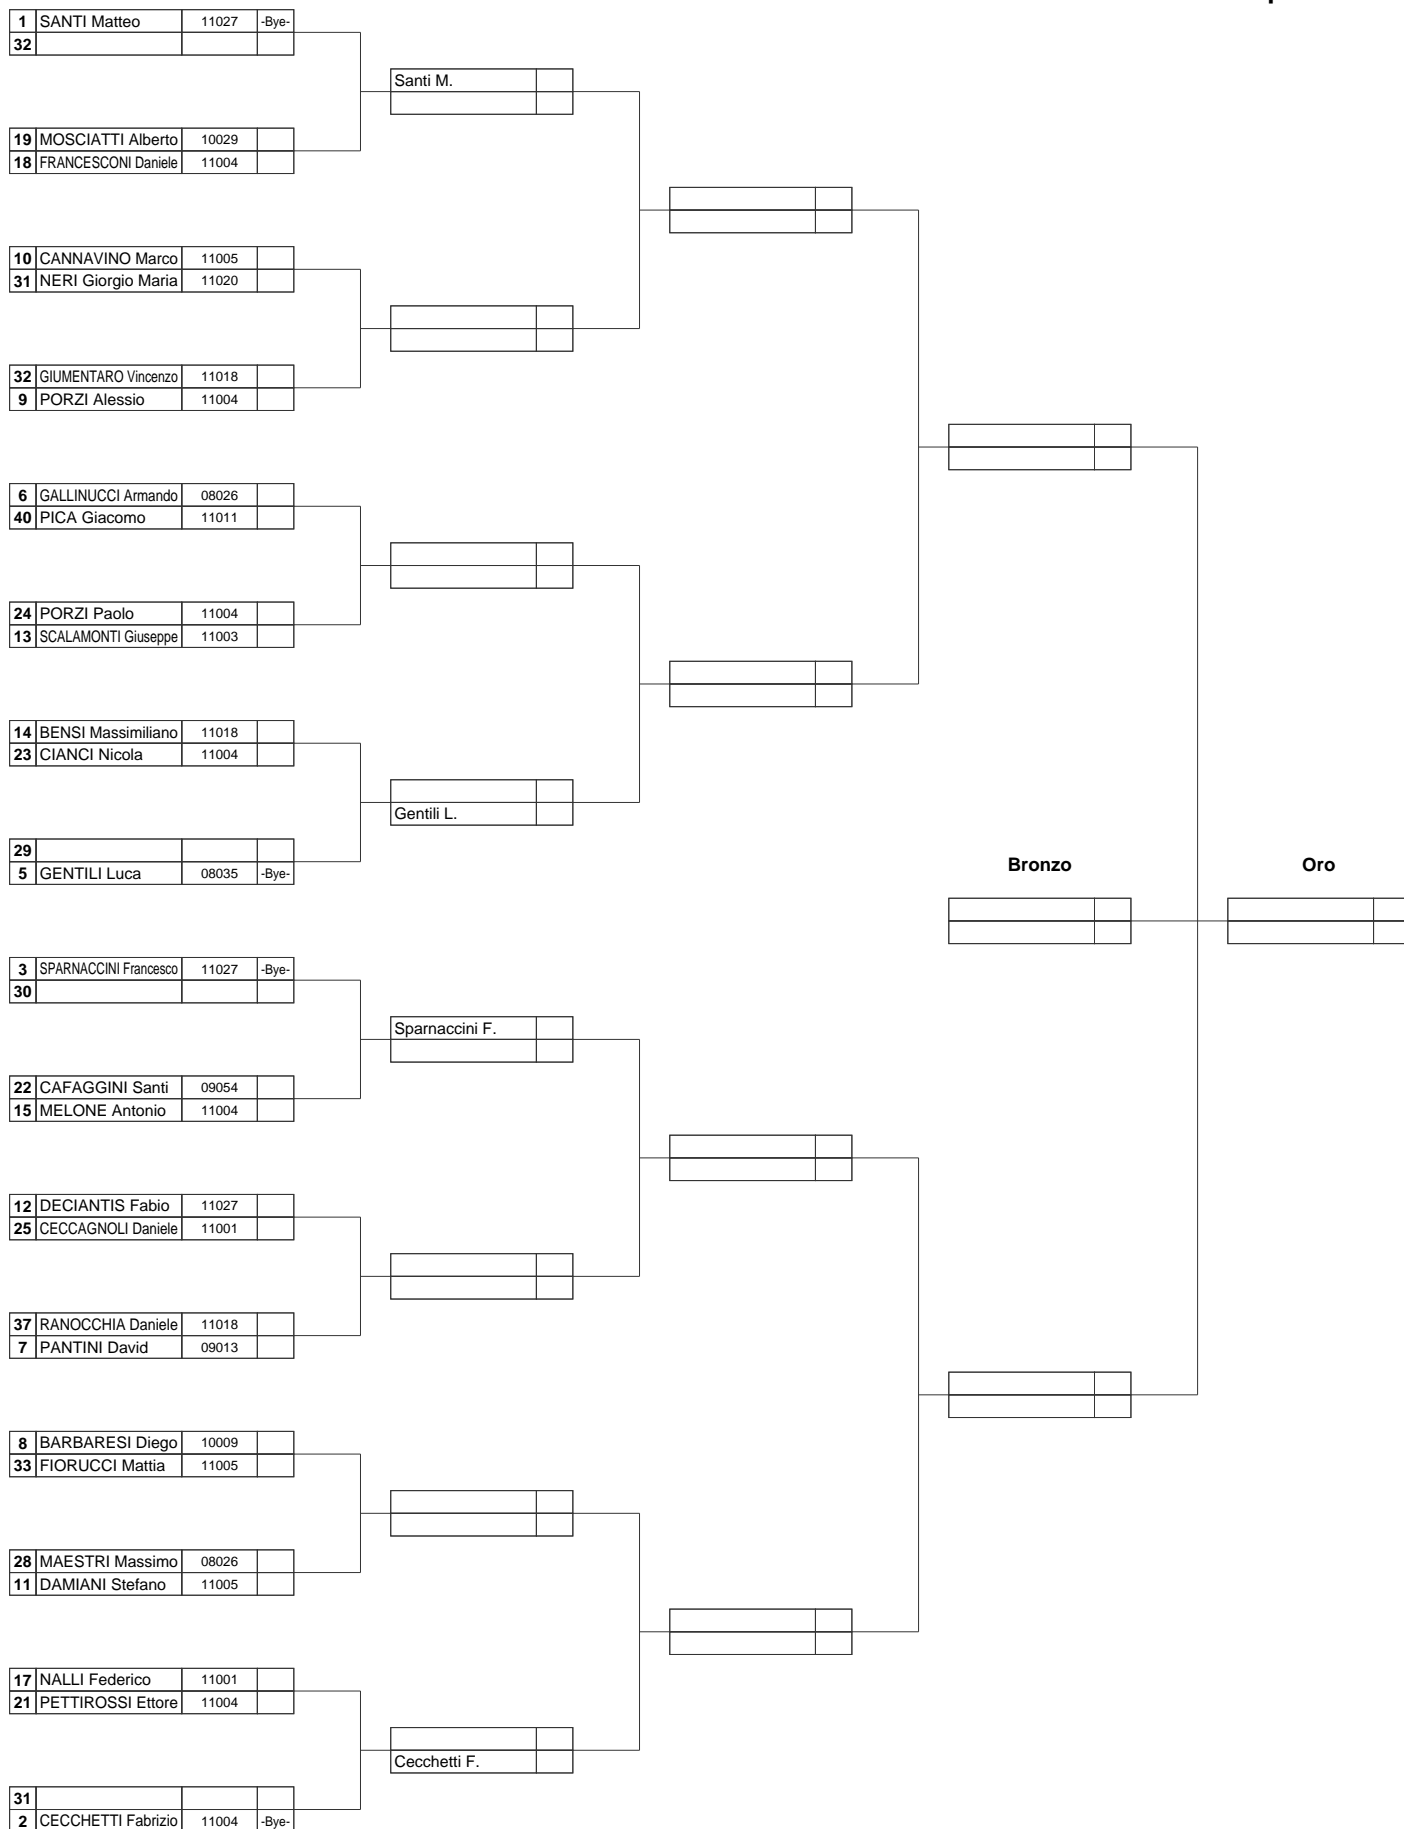 1 SANTI Matteo 11027 -Bye-
32
Santi M.
19 MOSCIATTI Alberto 10029
18 FRANCESCONI Daniele 11004
10 CANNAVINO Marco 11005
31 NERI Giorgio Maria 11020
32 GIUMENTARO Vincenzo 11018
9 PORZI Alessio 11004
6 GALLINUCCI Armando 08026
40 PICA Giacomo 11011
24 PORZI Paolo 11004
13 SCALAMONTI Giuseppe 11003
14 BENSI Massimiliano 11018
23 CIANCI Nicola 11004
Gentili L.
29
5 GENTILI Luca 08035 -Bye-
Bronzo Oro
3 SPARNACCINI Francesco 11027 -Bye-
30
Sparnaccini F.
22 CAFAGGINI Santi 09054
15 MELONE Antonio 11004
12 DECIANTIS Fabio 11027
25 CECCAGNOLI Daniele 11001
37 RANOCCHIA Daniele 11018
7 PANTINI David 09013
8 BARBARESI Diego 10009
33 FIORUCCI Mattia 11005
28 MAESTRI Massimo 08026
11 DAMIANI Stefano 11005
17 NALLI Federico 11001
21 PETTIROSSI Ettore 11004
Cecchetti F.
31
2 CECCHETTI Fabrizio 11004 -Bye-